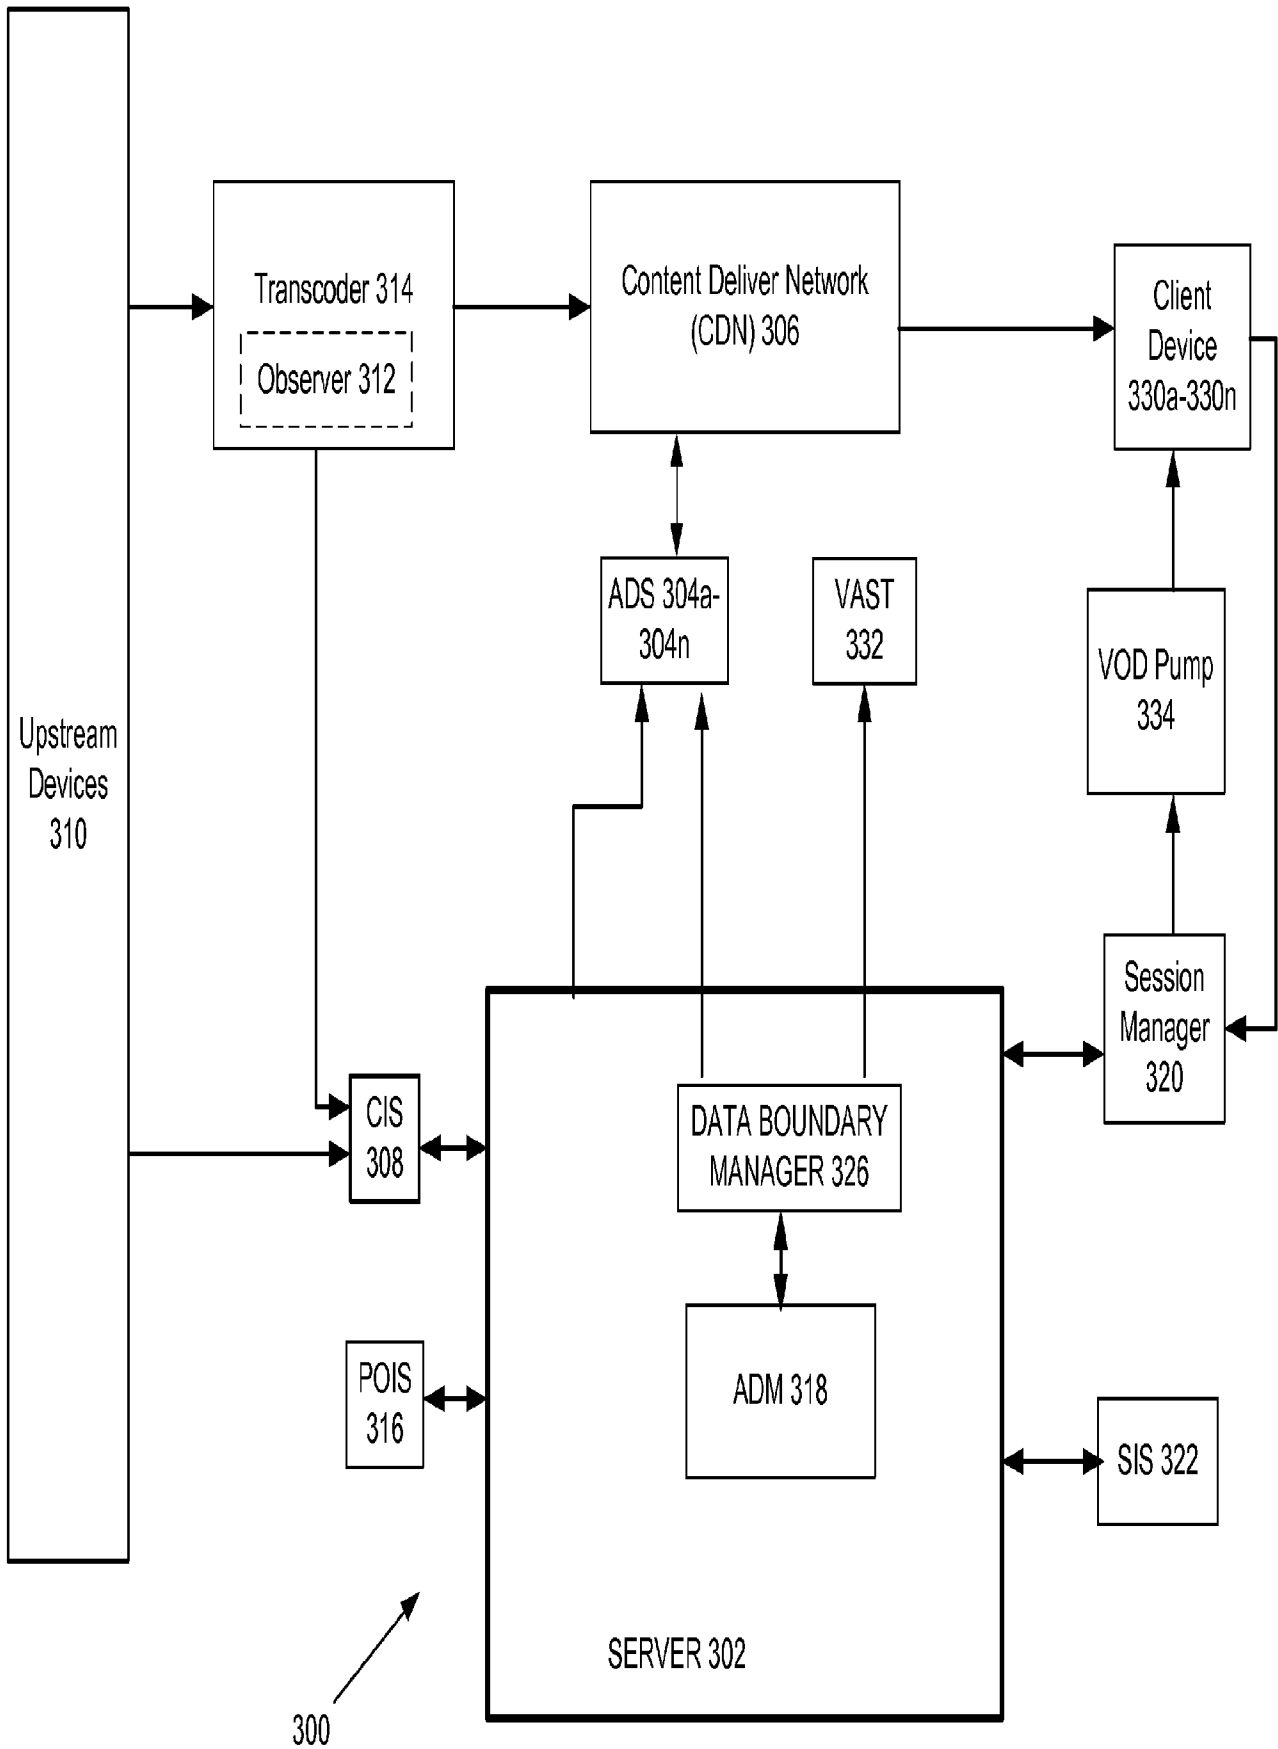 Transcoder 314
Observer 312
Content Deliver Network
(CDN) 306
Client
Device
330a-330n
ADS 304a-
304n
VAST
332
VOD Pump
334
Upstream
Devices
310
Session
Manager
320
CIS
308
DATA BOUNDARY
MANAGER 326
POIS
316
ADM 318
SIS 322
SERVER 302
300